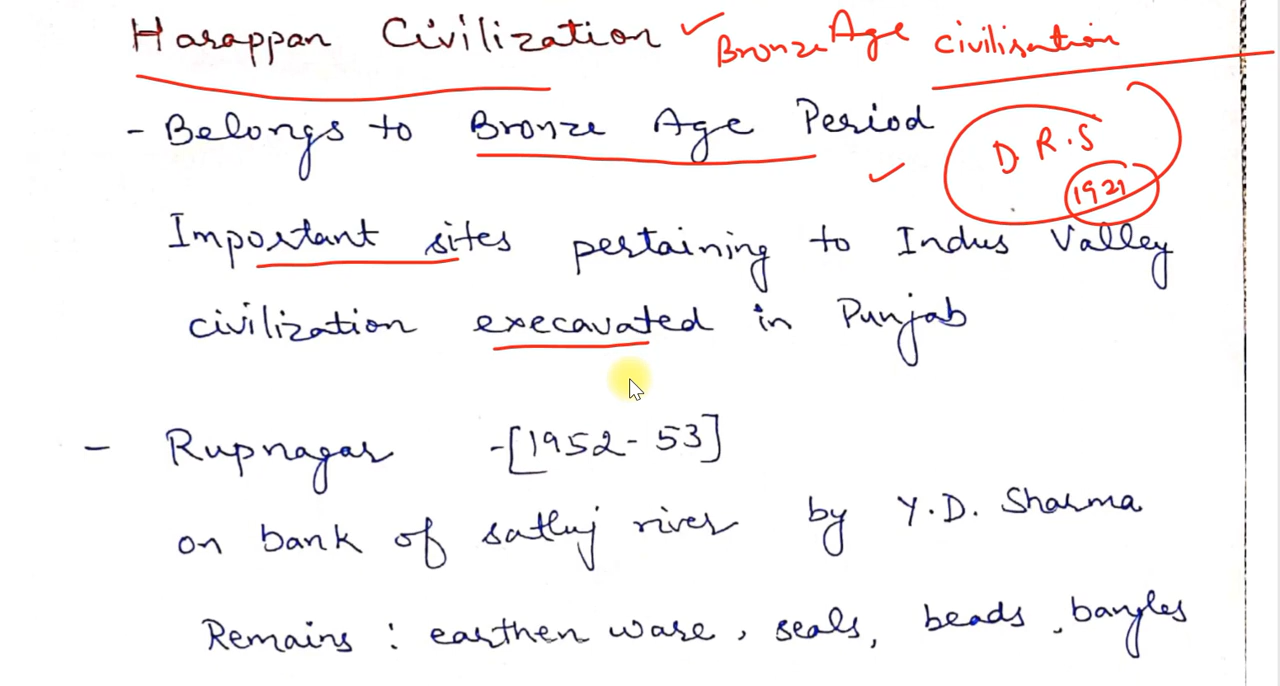 Harappan Civilization ✓ Bronze Age civilisation
- Belongs to Bronze Age Period
D.R.S
1921
Important sites pertaining to Indus Valley
civilization execavated in Punjab
- Rupnagar -[1952-53]
on bank of satluj river by Y.D. Sharma
Remains : earthen ware, seals, beads, bangles